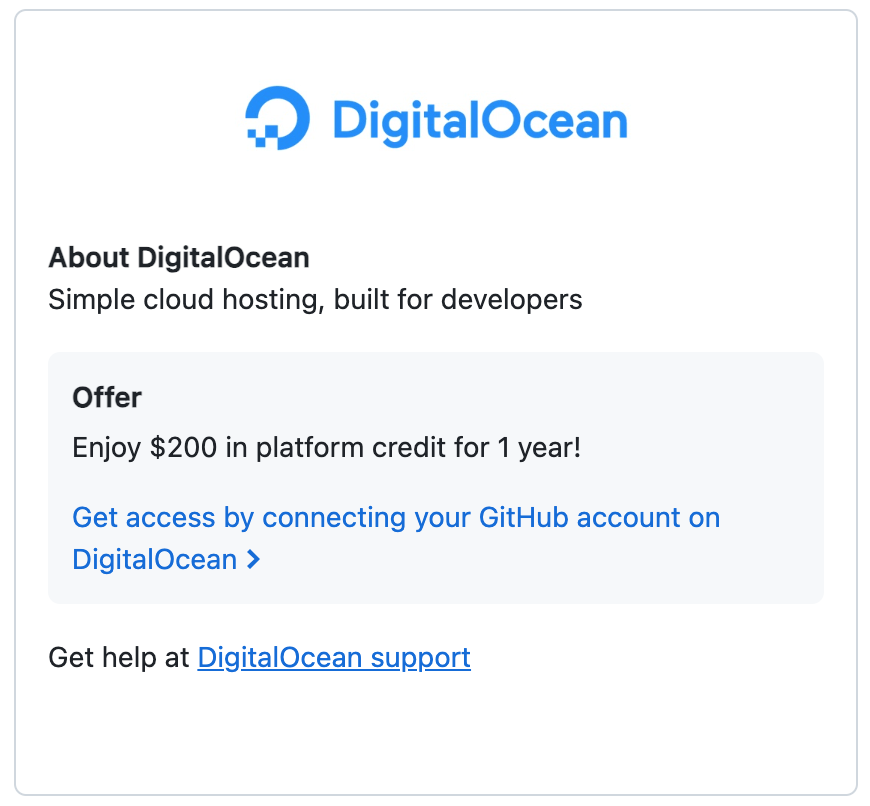 DigitalOcean
About DigitalOcean
Simple cloud hosting, built for developers
Offer
Enjoy $200 in platform credit for 1 year!
Get access by connecting your GitHub account on
DigitalOcean
Get help at DigitalOcean support